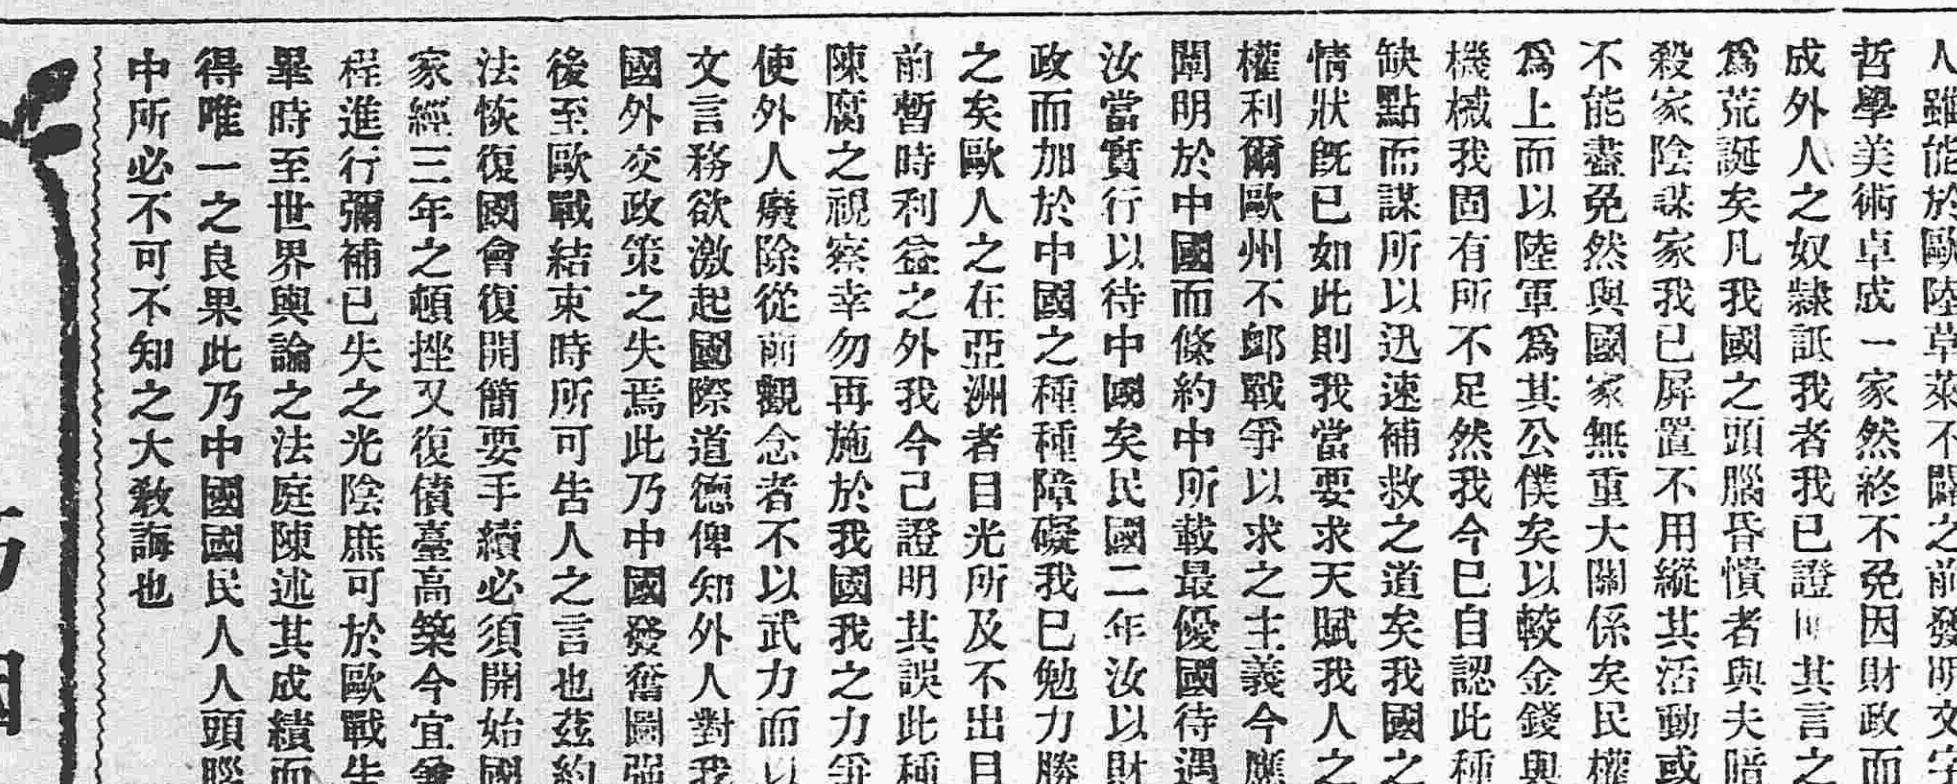 人雖能於歐陸草萊不闢之前發明文字
哲學美術卓成一家然終不免因財政而
成外人之奴隸詆我者我已證明其言之
爲荒誕矣凡我國之頭腦昏憒者與夫暗
殺家陰謀家我已屏置不用縱其活動或
不能盡免然與國家無重大關係矣民權
爲上而以陸軍爲其公僕矣以較金錢與
機械我固有所不足然我今已自認此種
缺點而謀所以迅速補救之道矣我國之
情狀旣已如此則我當要求天賦我人之
權利爾歐州不卹戰爭以求之主義今應
闡明於中國而條約中所載最優國待遇
汝當實行以待中國矣民國二年汝以財
政而加於中國之種種障礙我已勉力勝
之矣歐人之在亞洲者目光所及不出目
前暫時利益之外我今已證明其誤此種
陳腐之視察幸勿再施於我國我之力爭
使外人廢除從前觀念者不以武力而以
文言務欲激起國際道德俾知外人對我
國外交政策之失焉此乃中國發奮圖强
後至歐戰結束時所可告人之言也茲約
法恢復國會復開簡要手續必須開始國
家經三年之頓挫又復債臺高築今宜兼
程進行彌補已失之光陰庶可於歐戰告
畢時至世界輿論之法庭陳述其成績而
得唯一之良果此乃中國國民人人頭腦
中所必不可不知之大敎誨也